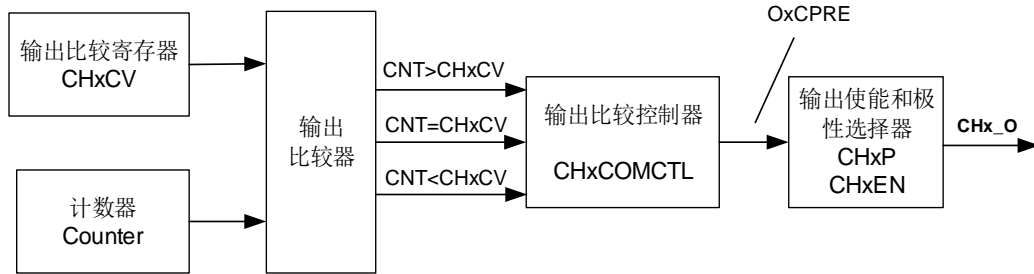 OxCPRE
输出比较寄存器
CHxCV
计数器
Counter
输出
比较器
CNT>CHxCV
CNT=CHxCV
CNT<CHxCV
输出比较控制器
CHxCOMCTL
输出使能和极
性选择器
CHxP
CHxEN
CHx_O